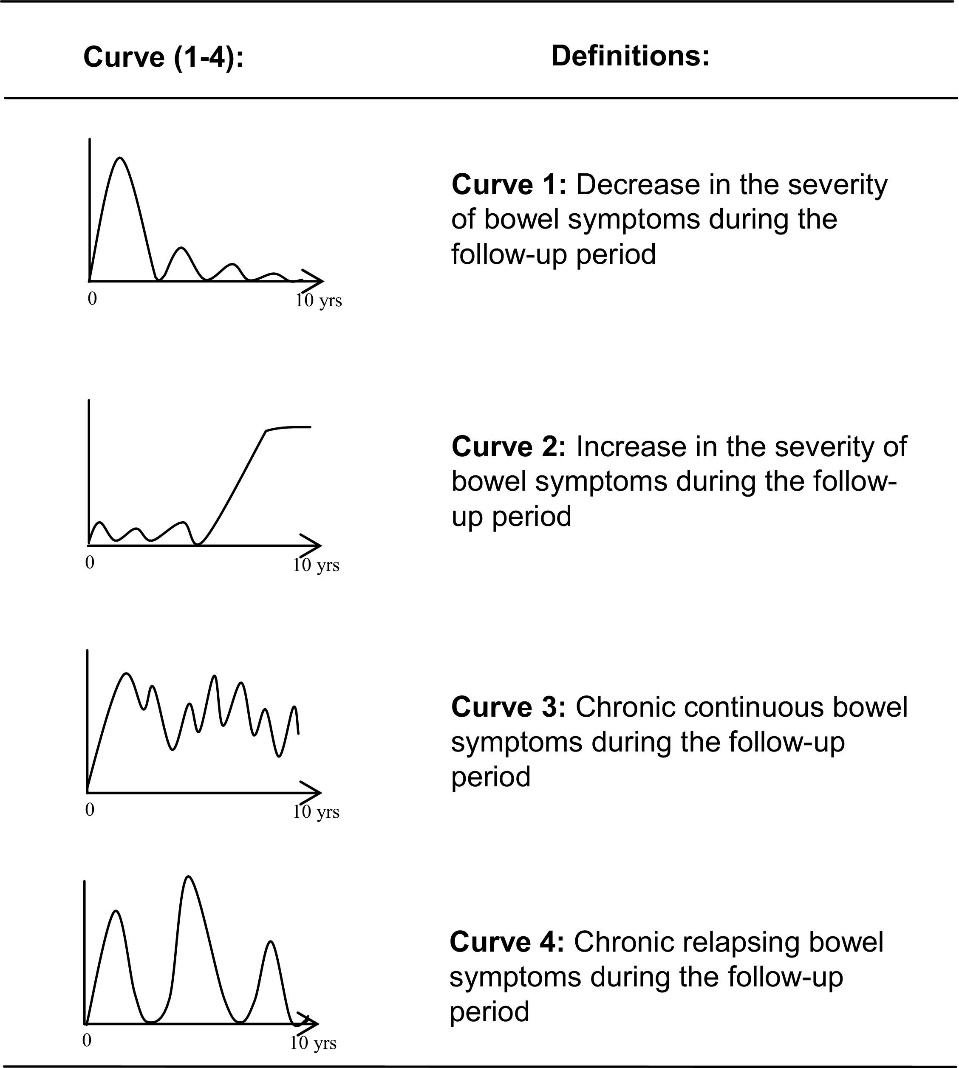 Curve (1-4): Definitions:
Curve 1: Decrease in the severity
of bowel symptoms during the
follow-up period
0 10 yrs
Curve 2: Increase in the severity of
bowel symptoms during the follow-
up period
0 10 yrs
Curve 3: Chronic continuous bowel
symptoms during the follow-up
period
0 10 yrs
Curve 4: Chronic relapsing bowel
symptoms during the follow-up
period
0 10 yrs